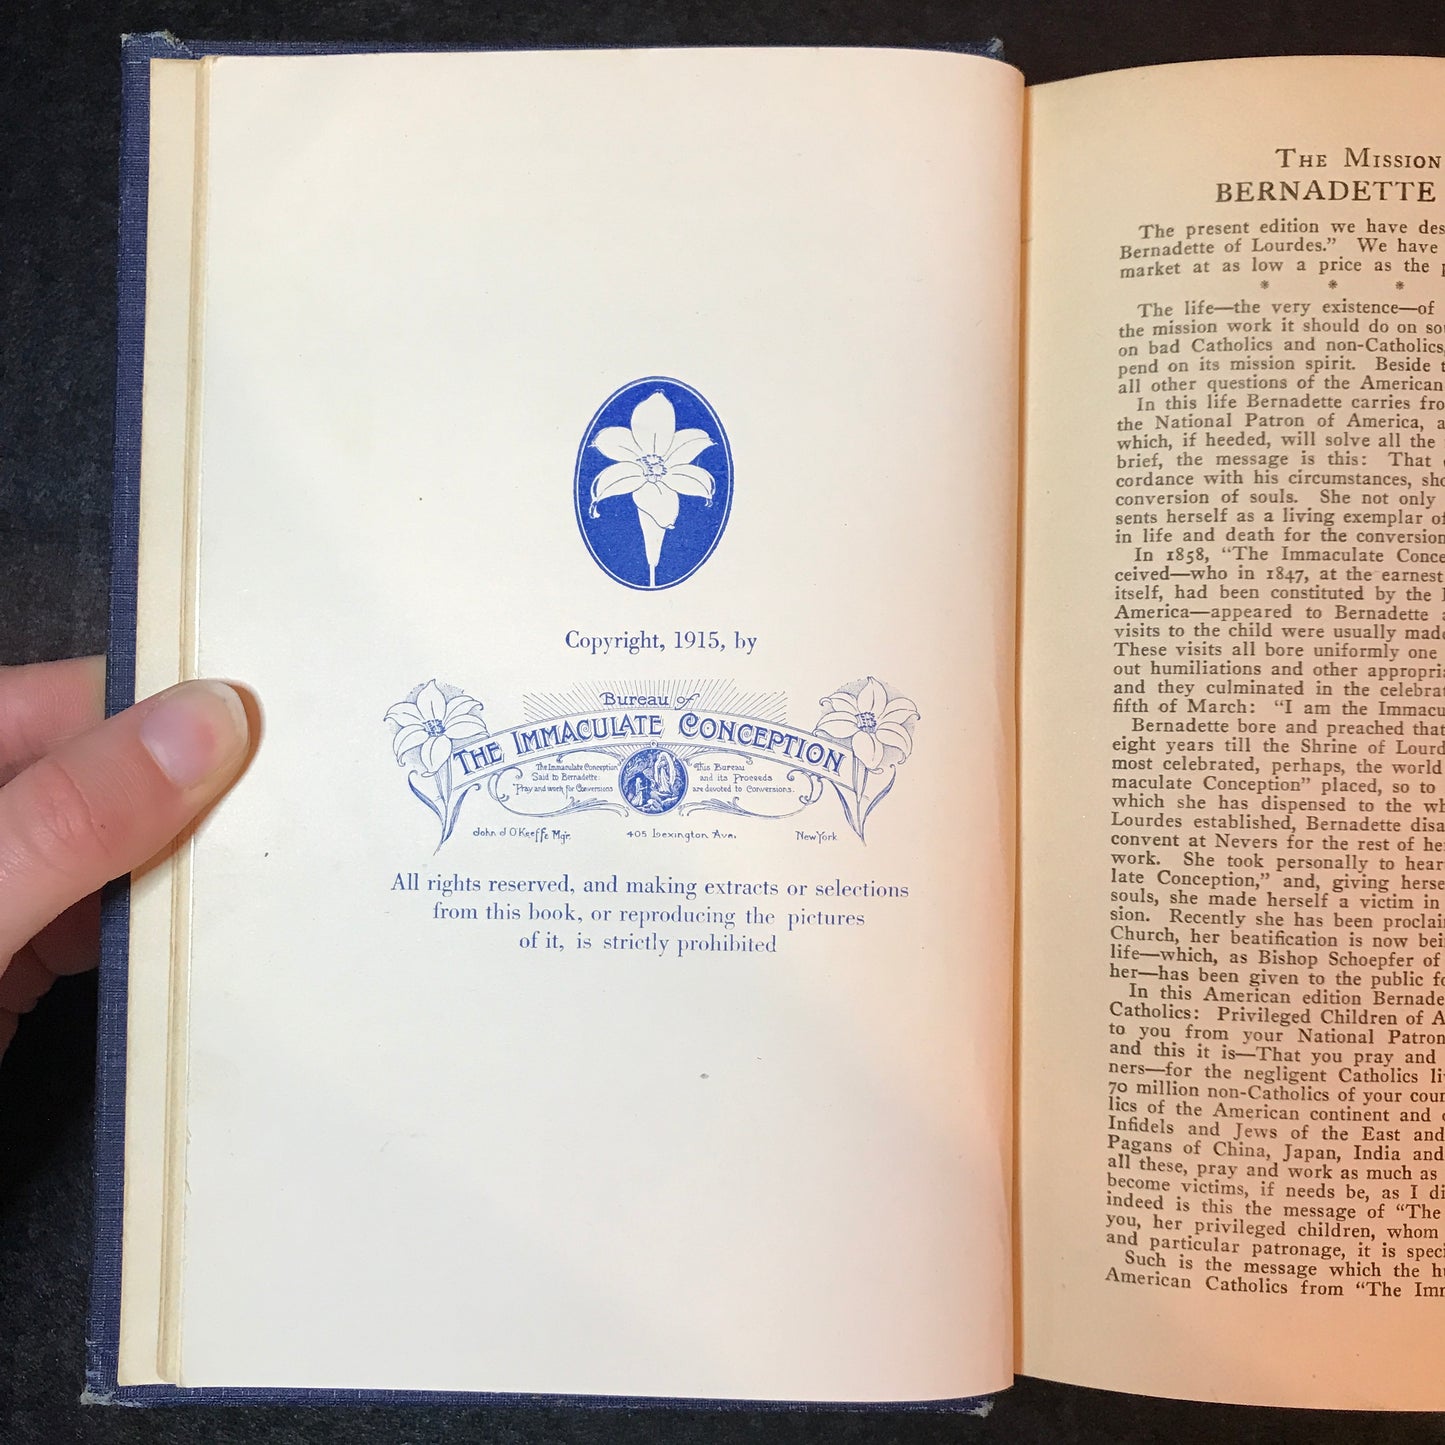 Copyright, 1915, by
Bureau of
THE IMMACULATE CONCEPTION
The Immaculate Conception
Said to Bernadette.
"Pray and work for Conversions
This Bureau
and its Proceeds
are devoted to Conversions.
John J O'Keeffe Mgr. 405 Lexington Ave. New York
All rights reserved, and making extracts or selections
from this book, or reproducing the pictures
of it, is strictly prohibited
The Mission
BERNADETTE
The present edition we have des
Bernadette of Lourdes." We have
market at as low a price as the
* * *
The life—the very existence—of
the mission work it should do on so
on bad Catholics and non-Catholics,
pend on its mission spirit. Beside
all other questions of the American
In this life Bernadette carries fro
the National Patron of America, a
which, if heeded, will solve all the
brief, the message is this: That
cordance with his circumstances, sho
conversion of souls. She not only
sents herself as a living exemplar of
in life and death for the conversion
In 1858, "The Immaculate Conce
ceived—who in 1847, at the earnest
itself, had been constituted by the
America—appeared to Bernadette
visits to the child were usually made
These visits all bore uniformly one
out humiliations and other appropria
and they culminated in the celebrat
fifth of March: "I am the Immacu
Bernadette bore and preached that
eight years till the Shrine of Lourd
most celebrated, perhaps, the world
maculate Conception" placed, so to
which she has dispensed to the wh
Lourdes established, Bernadette disa
convent at Nevers for the rest of he
work. She took personally to hear
late Conception," and, giving herse
souls, she made herself a victim in
sion. Recently she has been proclai
Church, her beatification is now bei
life—which, as Bishop Schoepfer of
her—has been given to the public fo
In this American edition Bernade
Catholics: Privileged Children of A
to you from your National Patron
and this it is—That you pray and
ners—for the negligent Catholics li
70 million non-Catholics of your coun
lics of the American continent and
Infidels and Jews of the East and
Pagans of China, Japan, India and
all these, pray and work as much as
become victims, if needs be, as I di
indeed is this the message of "The
you, her privileged children, whom
and particular patronage, it is speci
Such is the message which the hu
American Catholics from "The Imm